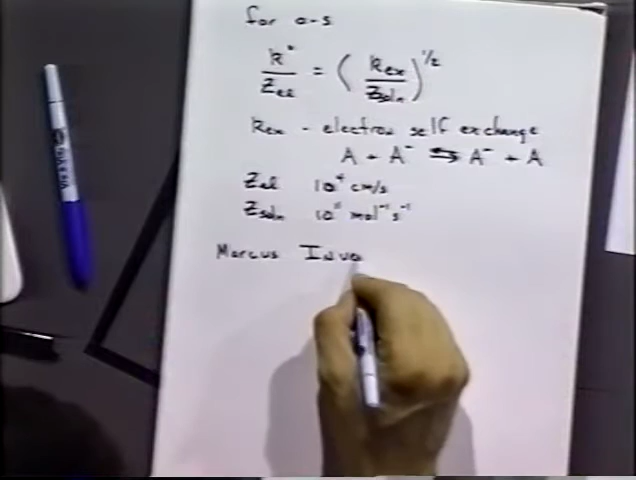 for o-s
k° / Zel = ( kex / Zsoln )^1/2
kex - electron self exchange
A + A⁻ ⇆ A⁻ + A
Zel 10⁴ cm/s
Zsoln 10¹¹ mol⁻¹ s⁻¹
Marcus Inve